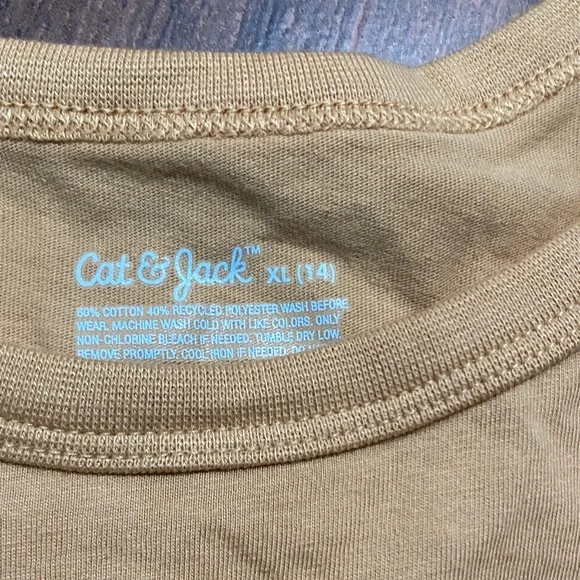 Cat & Jack™ XL (14)
60% COTTON 40% RECYCLED POLYESTER WASH BEFORE
WEAR. MACHINE WASH COLD WITH LIKE COLORS. ONLY
NON-CHLORINE BLEACH IF NEEDED. TUMBLE DRY LOW.
REMOVE PROMPTLY. COOL IRON IF NEEDED. DO